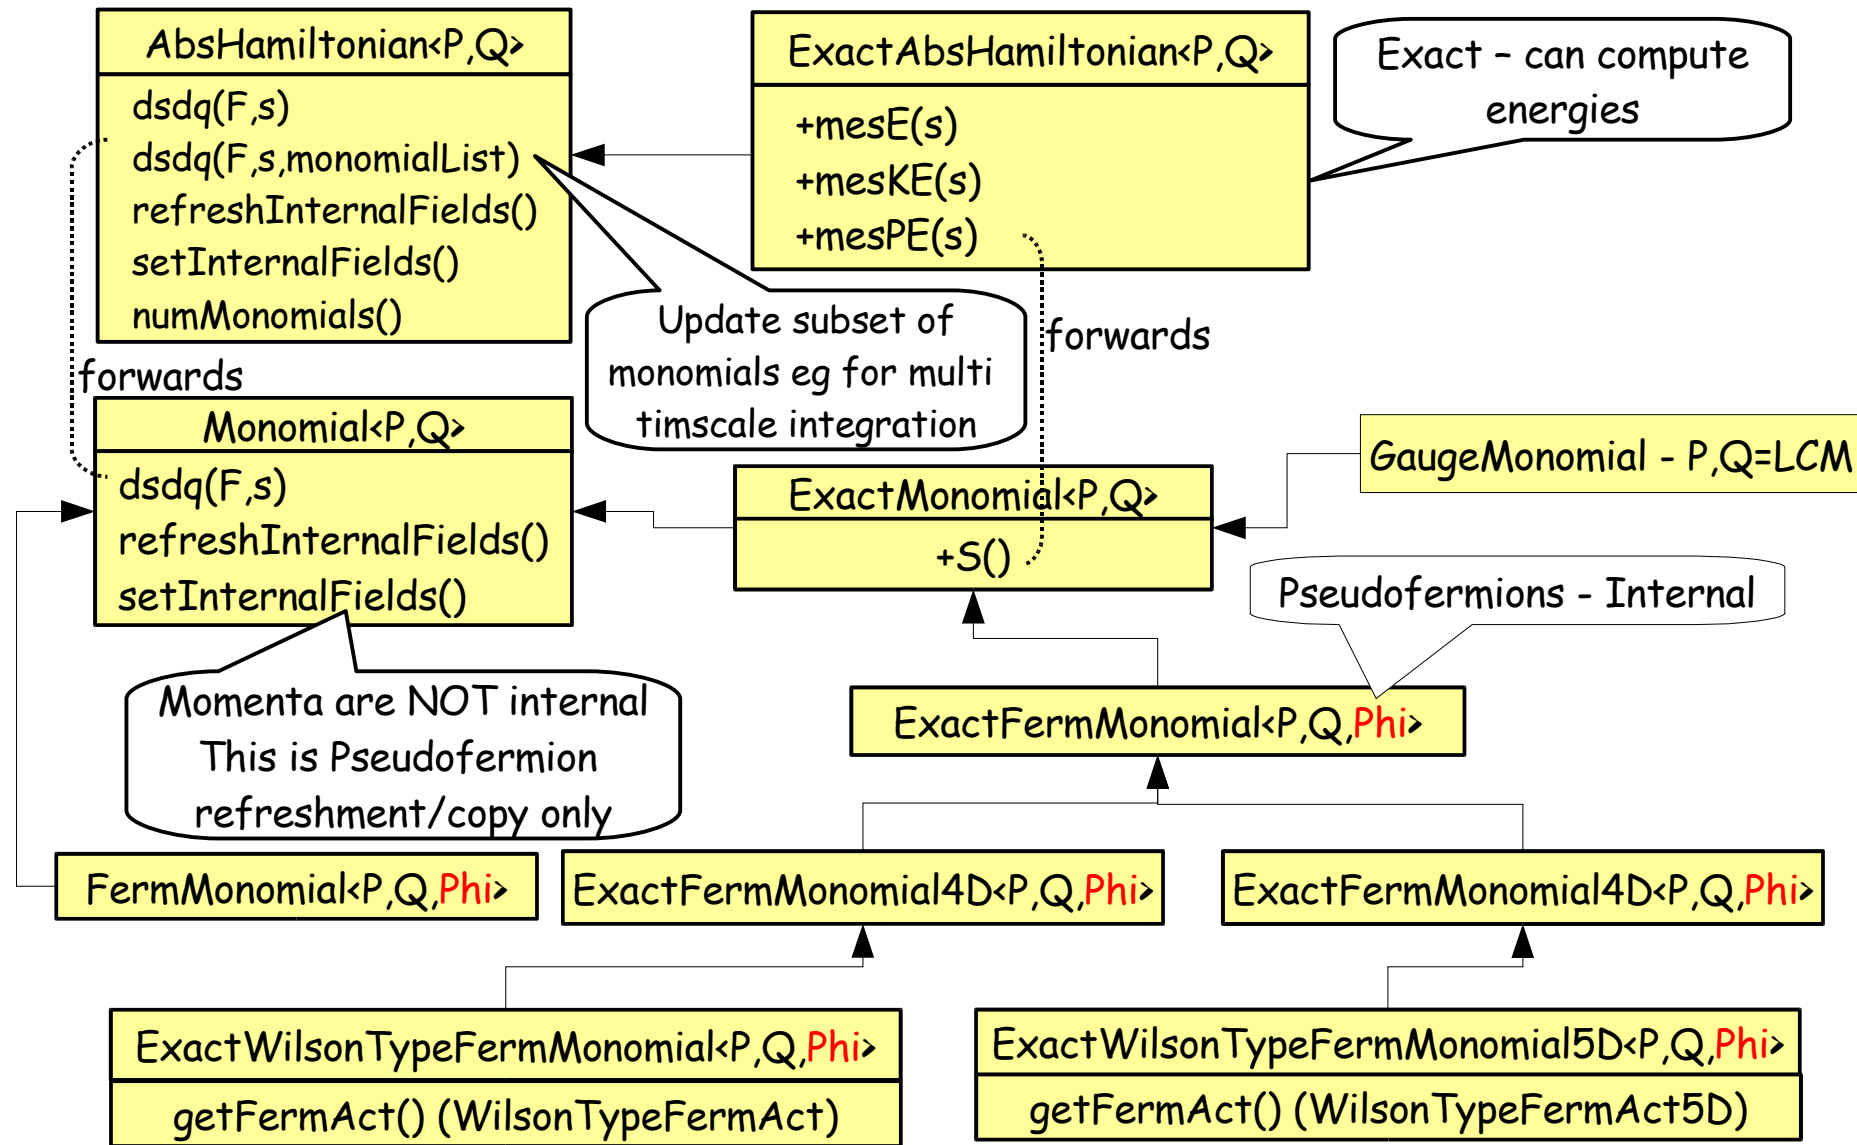 AbsHamiltonian<P,Q>
dsdq(F,s)
dsdq(F,s,monomialList)
refreshInternalFields()
setInternalFields()
numMonomials()
ExactAbsHamiltonian<P,Q>
+mesE(s)
+mesKE(s)
+mesPE(s)
Exact – can compute
energies
Update subset of
monomials eg for multi
timscale integration
forwards
forwards
Monomial<P,Q>
dsdq(F,s)
refreshInternalFields()
setInternalFields()
ExactMonomial<P,Q>
+S()
GaugeMonomial - P,Q=LCM
Pseudofermions - Internal
Momenta are NOT internal
This is Pseudofermion
refreshment/copy only
ExactFermMonomial<P,Q,Phi>
FermMonomial<P,Q,Phi>
ExactFermMonomial4D<P,Q,Phi>
ExactFermMonomial4D<P,Q,Phi>
ExactWilsonTypeFermMonomial<P,Q,Phi>
getFermAct() (WilsonTypeFermAct)
ExactWilsonTypeFermMonomial5D<P,Q,Phi>
getFermAct() (WilsonTypeFermAct5D)